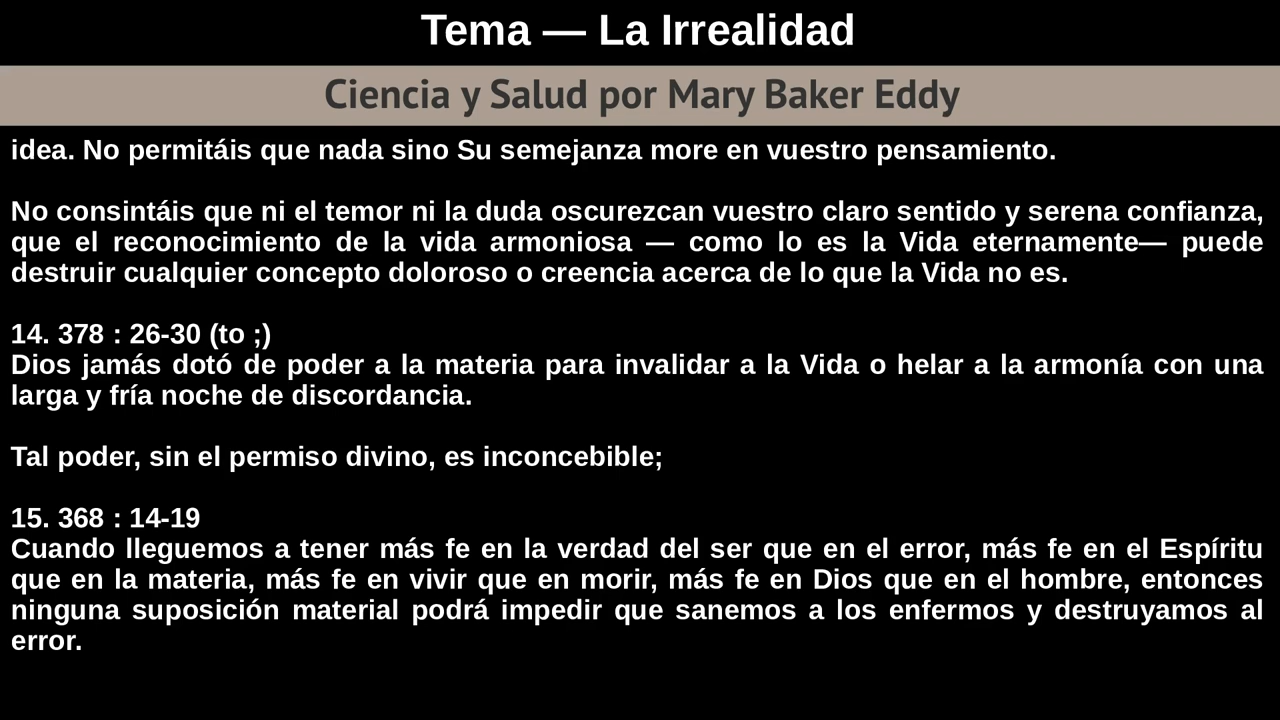 Tema — La Irrealidad
Ciencia y Salud por Mary Baker Eddy
idea. No permitáis que nada sino Su semejanza more en vuestro pensamiento.
No consintáis que ni el temor ni la duda oscurezcan vuestro claro sentido y serena confianza,
que el reconocimiento de la vida armoniosa — como lo es la Vida eternamente— puede
destruir cualquier concepto doloroso o creencia acerca de lo que la Vida no es.
14. 378 : 26-30 (to ;)
Dios jamás dotó de poder a la materia para invalidar a la Vida o helar a la armonía con una
larga y fría noche de discordancia.
Tal poder, sin el permiso divino, es inconcebible;
15. 368 : 14-19
Cuando lleguemos a tener más fe en la verdad del ser que en el error, más fe en el Espíritu
que en la materia, más fe en vivir que en morir, más fe en Dios que en el hombre, entonces
ninguna suposición material podrá impedir que sanemos a los enfermos y destruyamos al
error.